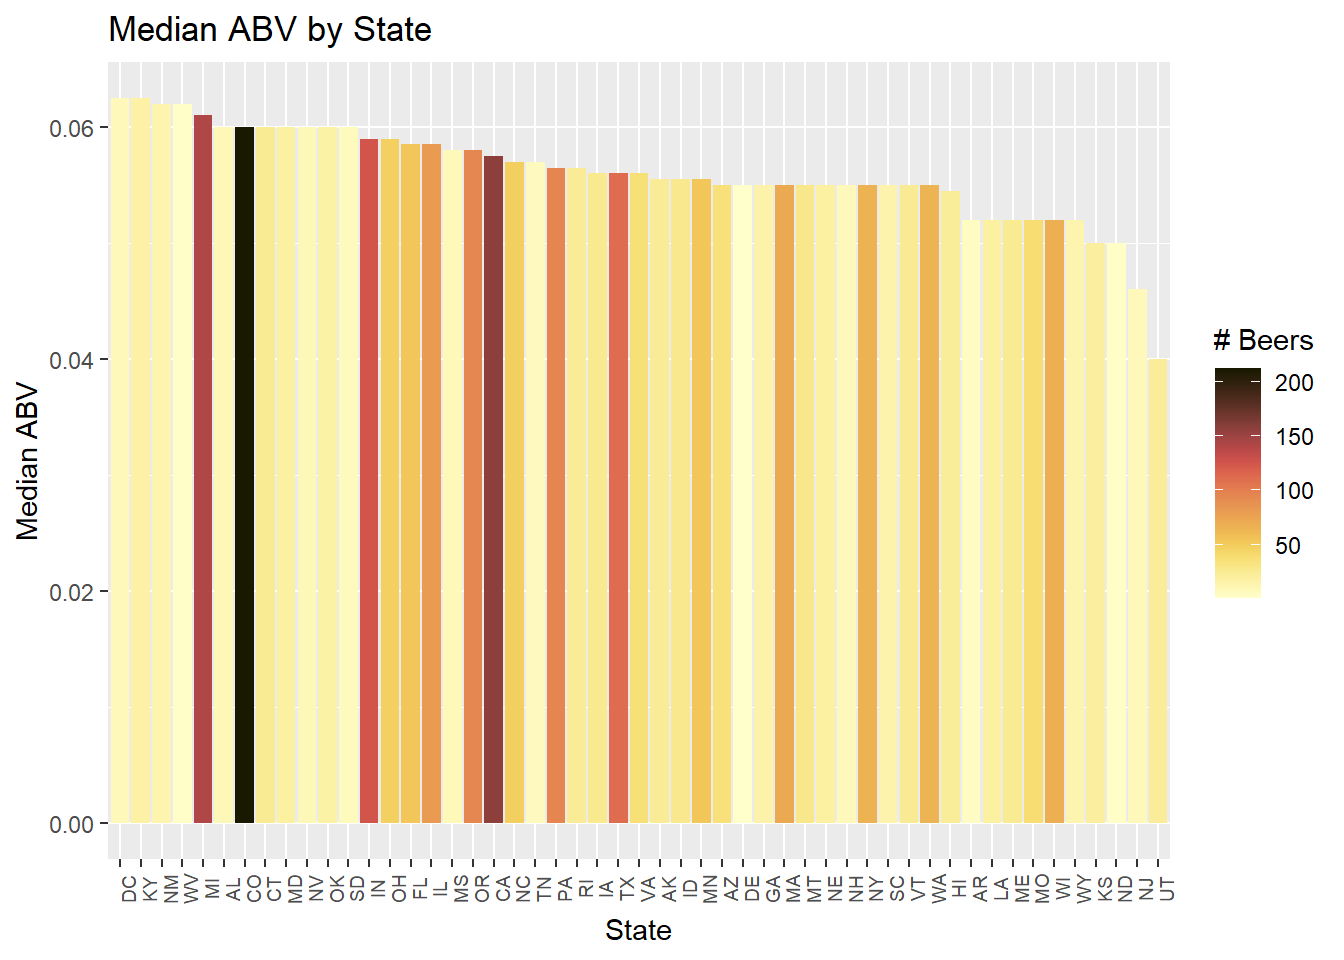 Median ABV by State
Median ABV
0.06
0.04
0.02
0.00
DC KY NM WV MI AL CO CT MD NV OK SD IN OH FL IL MS OR CA NC TN PA RI IA TX VA AK ID MN AZ DE GA MA MT NE NH NY SC VT WA HI AR LA ME MO WI WY KS ND NJ UT
State
# Beers
200
150
100
50